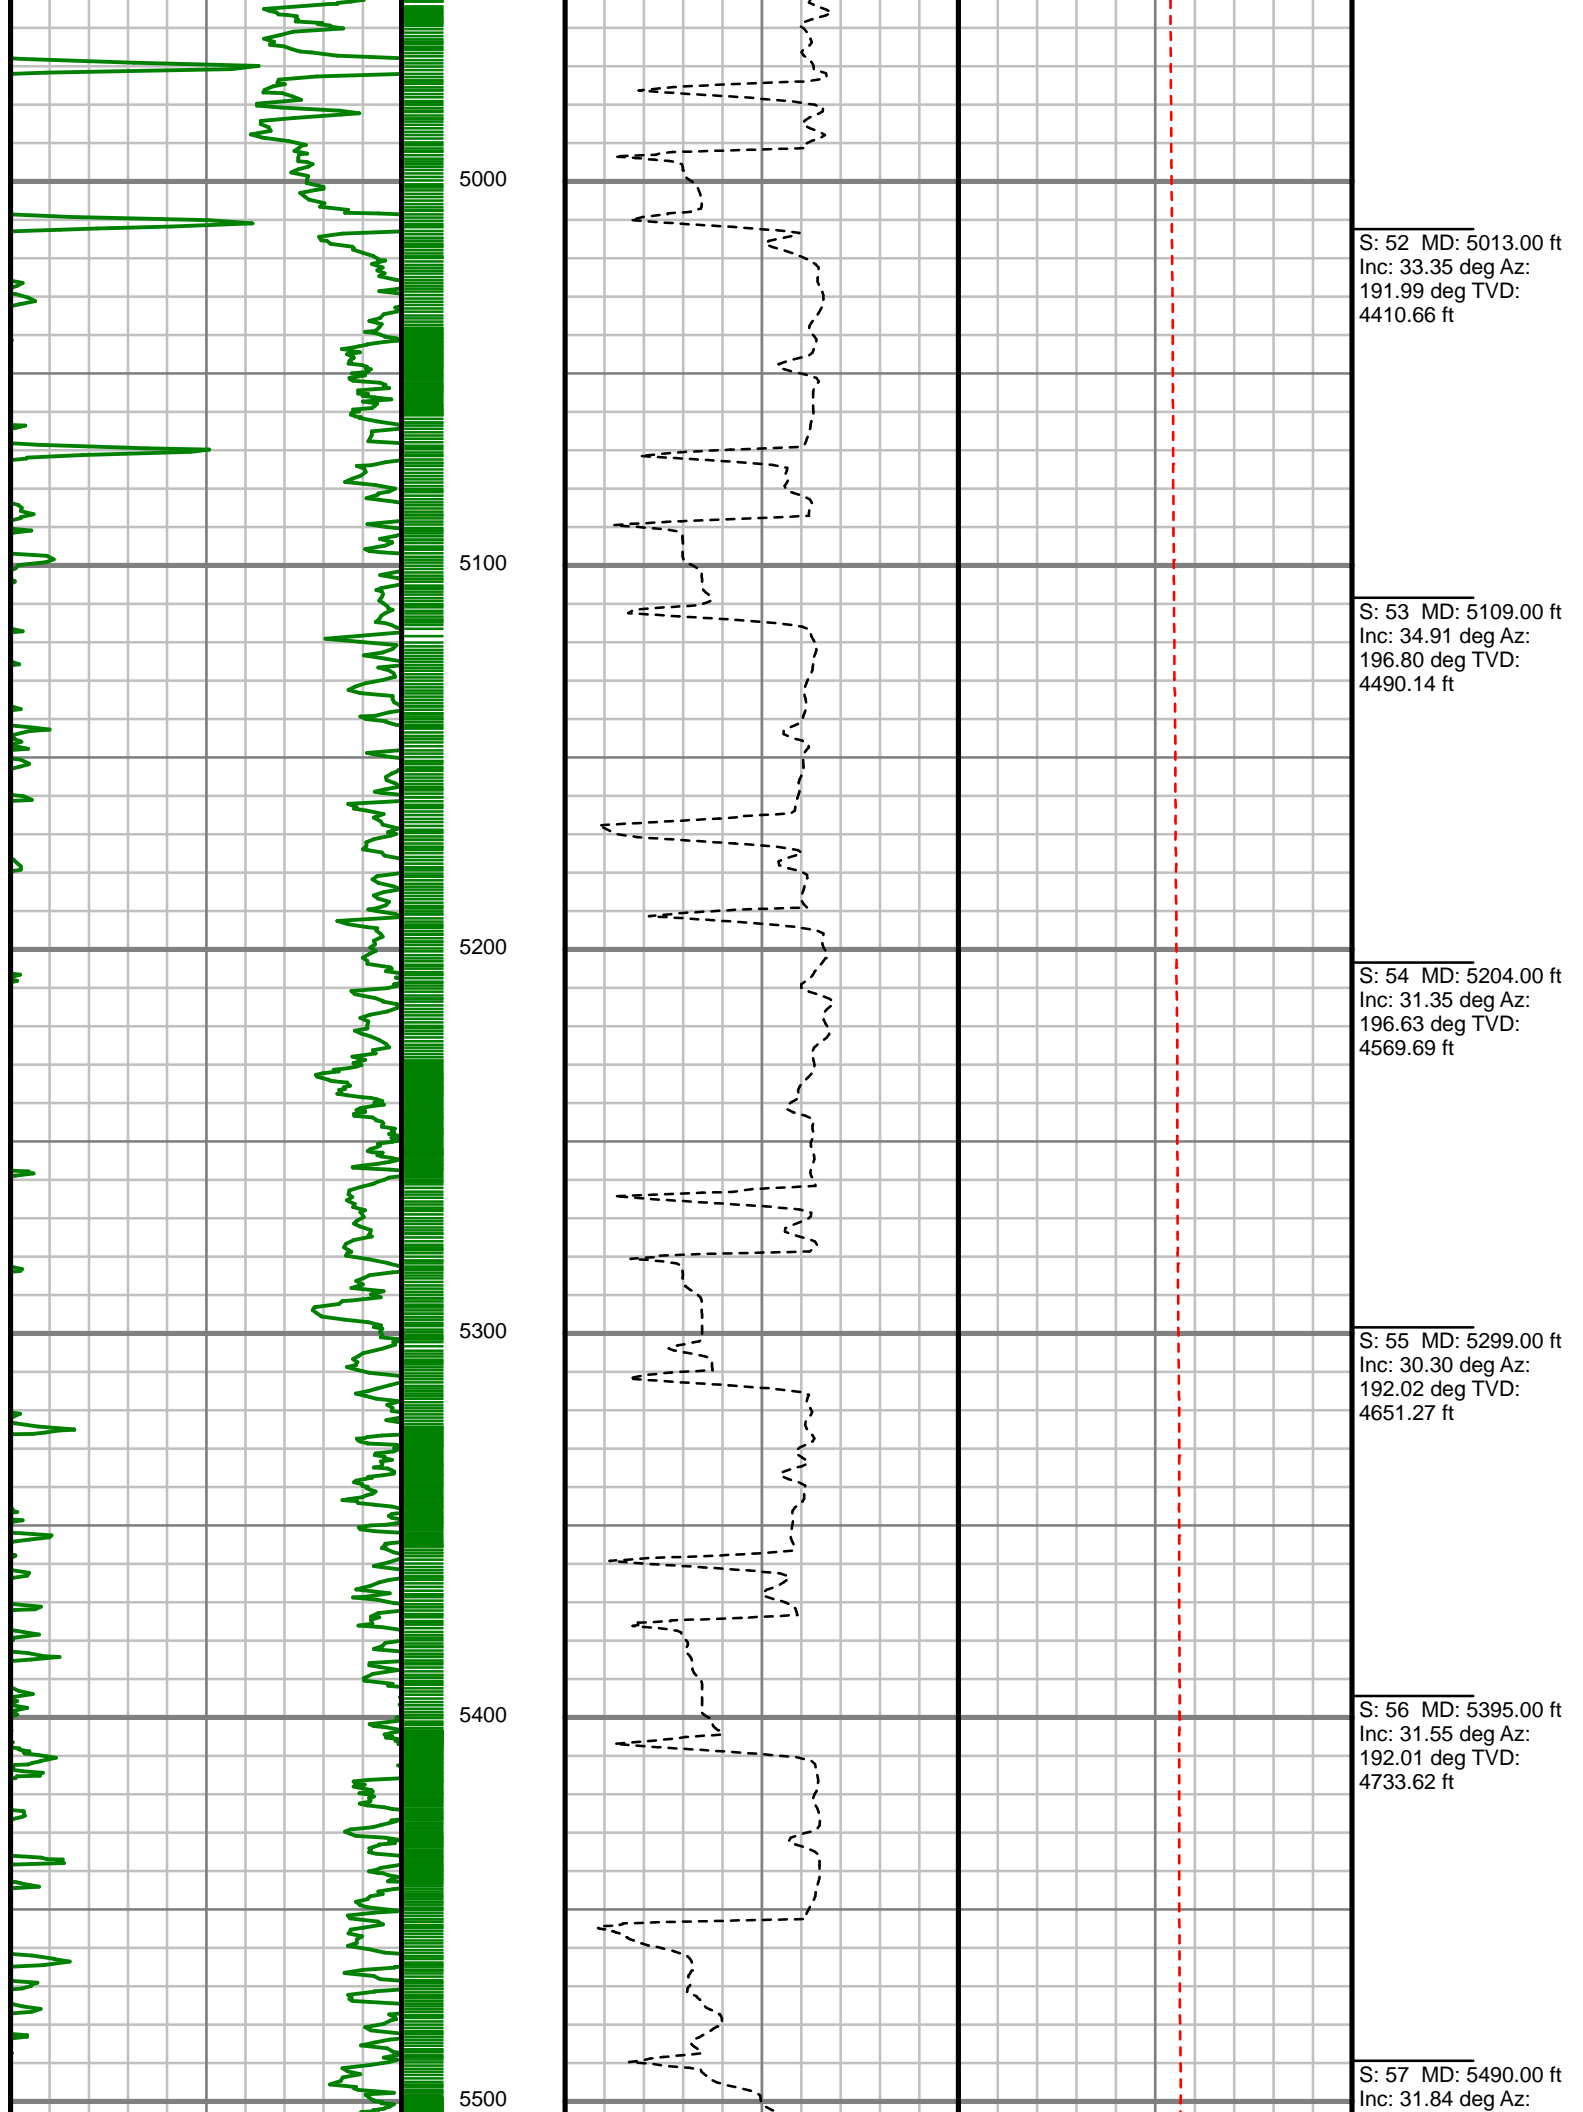 5000
S: 52 MD: 5013.00 ft
Inc: 33.35 deg Az:
191.99 deg TVD:
4410.66 ft
5100
S: 53 MD: 5109.00 ft
Inc: 34.91 deg Az:
196.80 deg TVD:
4490.14 ft
5200
S: 54 MD: 5204.00 ft
Inc: 31.35 deg Az:
196.63 deg TVD:
4569.69 ft
5300
S: 55 MD: 5299.00 ft
Inc: 30.30 deg Az:
192.02 deg TVD:
4651.27 ft
5400
S: 56 MD: 5395.00 ft
Inc: 31.55 deg Az:
192.01 deg TVD:
4733.62 ft
S: 57 MD: 5490.00 ft
Inc: 31.84 deg Az:
5500